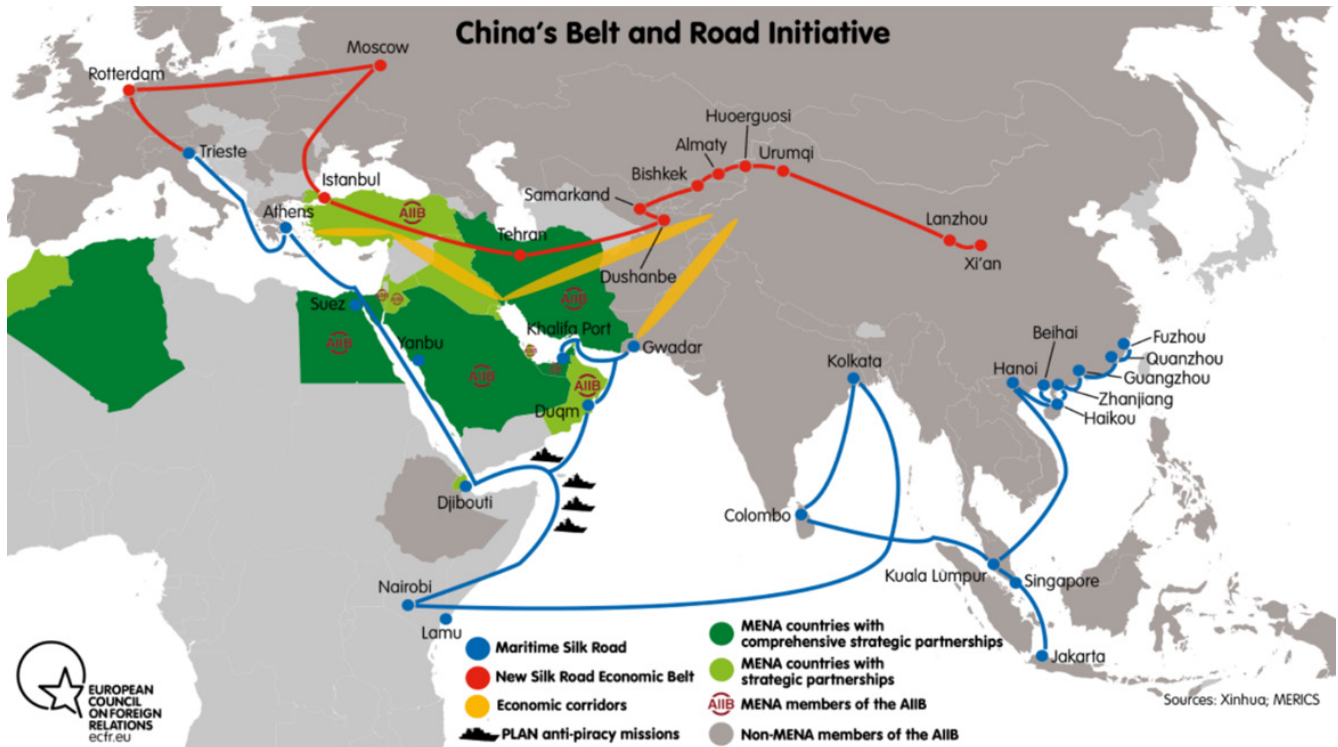 China's Belt and Road Initiative
Moscow
Rotterdam
Trieste
Istanbul
Athens
Huoerguosi
Almaty
Urumqi
Bishkek
Samarkand
Lanzhou
Xi'an
Tehran
Dushanbe
AIIB
AIIB
AIIB
AIIB
AIIB
AIIB
AIIB
AIIB
Suez
Yanbu
Khalifa Port
Gwadar
Duqm
Djibouti
Nairobi
Lamu
Kolkata
Colombo
Hanoi
Beihai
Fuzhou
Quanzhou
Guangzhou
Zhanjiang
Haikou
Kuala Lumpur
Singapore
Jakarta
Maritime Silk Road
New Silk Road Economic Belt
Economic corridors
PLAN anti-piracy missions
MENA countries with
comprehensive strategic partnerships
MENA countries with
strategic partnerships
AIIB MENA members of the AIIB
Non-MENA members of the AIIB
EUROPEAN
COUNCIL
ON FOREIGN
RELATIONS
ecfr.eu
Sources: Xinhua; MERICS